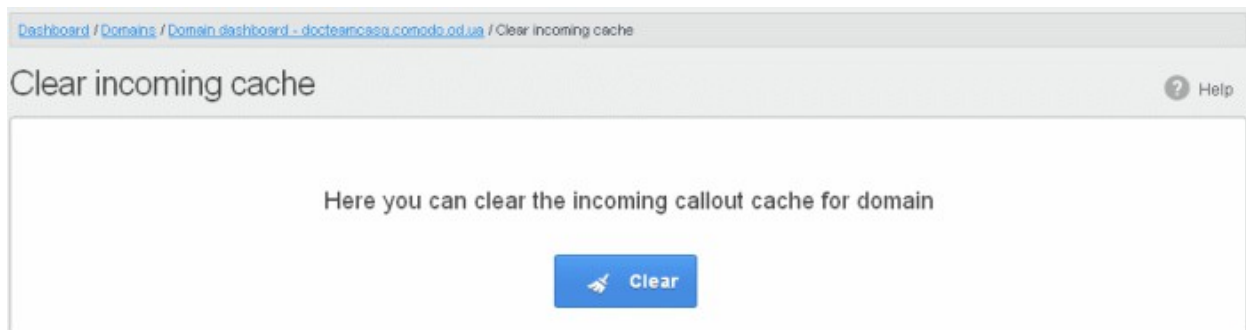 Dashboard / Domains / Domain dashboard - docteamcasg.comodo.od.ua / Clear incoming cache
Clear incoming cache
? Help
Here you can clear the incoming callout cache for domain
Clear